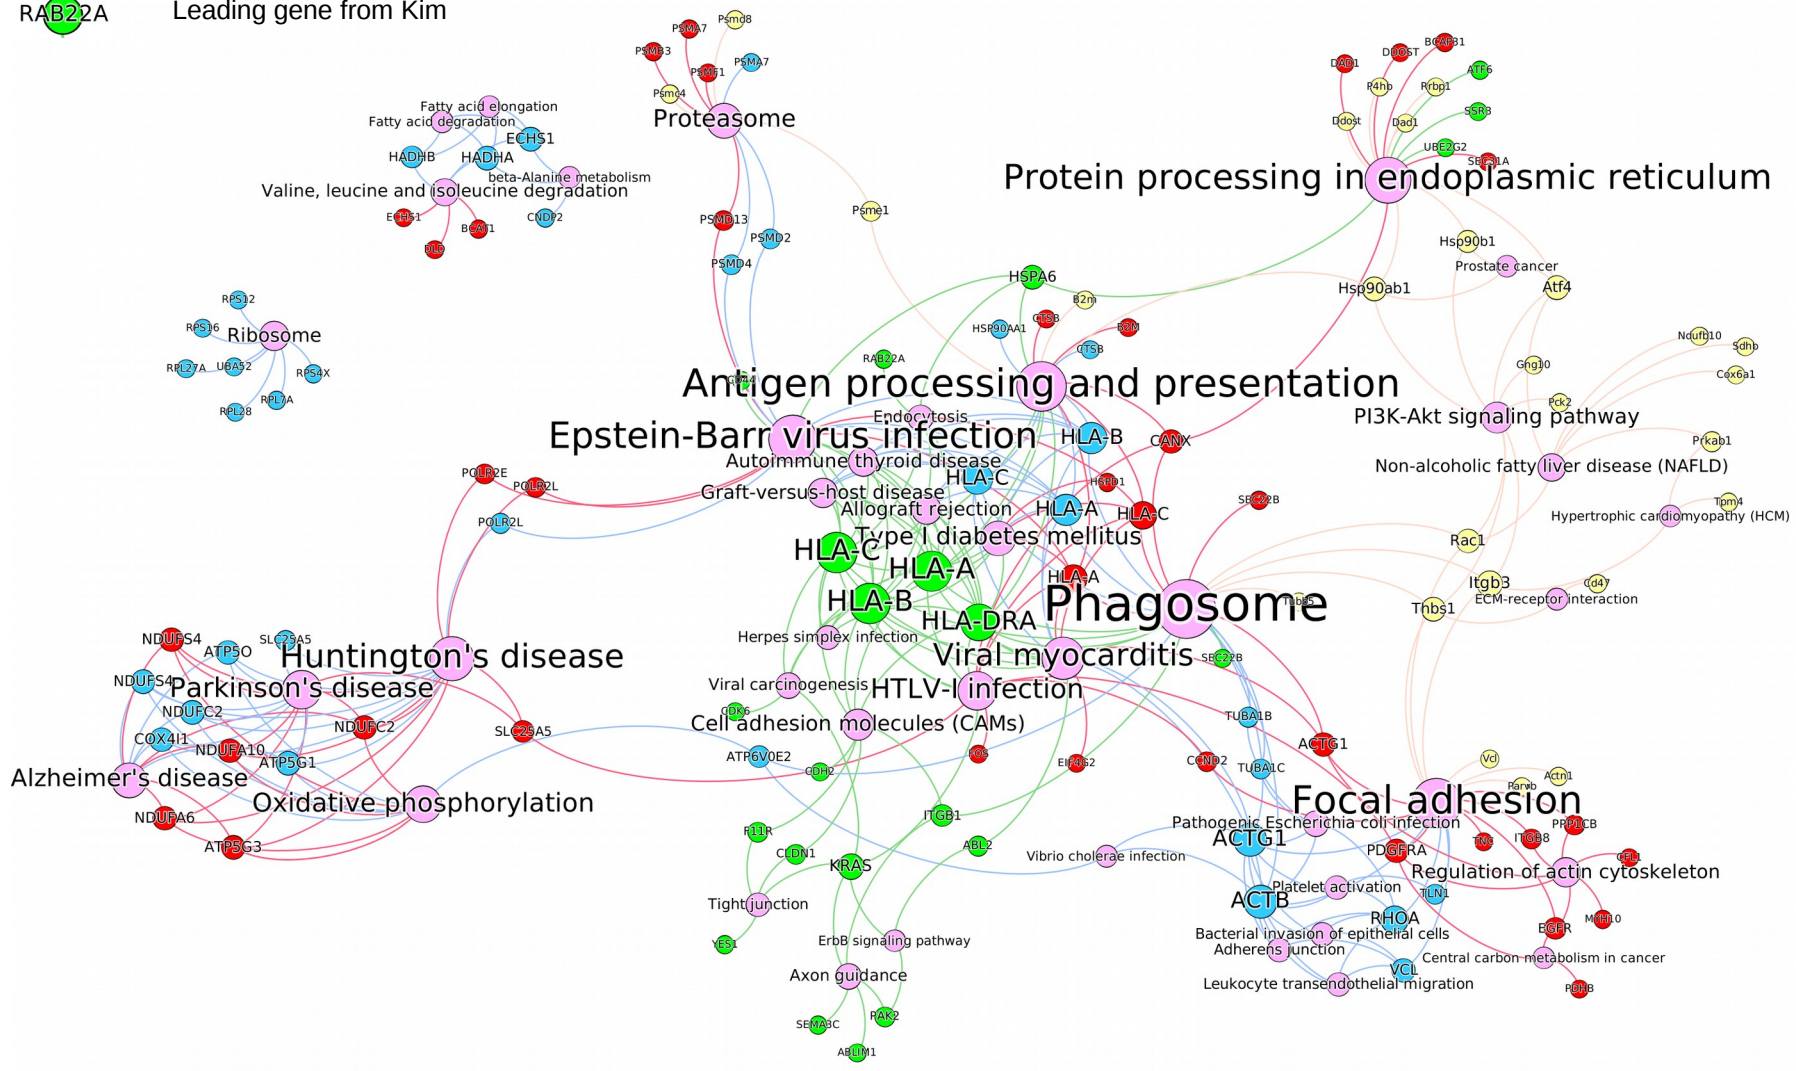 RAB22A
Leading gene from Kim
PSMA7
Psmd8
PSMB3
PSMF1
PSMA7
Psmc4
Proteasome
DAD1
DDOST
BCAP31
ATF6
P4hb
Rrbp1
SSR3
Ddost
Dad1
UBE2G2
SEC31A
Protein processing in endoplasmic reticulum
Fatty acid elongation
Fatty acid degradation
ECHS1
HADHB
HADHA
beta-Alanine metabolism
Valine, leucine and isoleucine degradation
ECHS1
BCAT1
CNDP2
DLD
PSMD13
PSMD2
PSMD4
Psme1
Hsp90b1
Prostate cancer
Hsp90ab1
Atf4
HSPA6
B2m
HSP90AA1
CTSB
B2M
CTSB
RPS12
RPS16
Ribosome
RPL27A
UBA52
RPS4X
RPL28
RPL7A
RAB22A
CD44
Antigen processing and presentation
Ndufb10
Sdhb
Gng10
Cox6a1
Pck2
PI3K-Akt signaling pathway
Endocytosis
Epstein-Barr virus infection
HLA-B
CANX
Prkab1
Autoimmune thyroid disease
Non-alcoholic fatty liver disease (NAFLD)
POLR2E
POLR2L
HLA-C
HSPD1
Graft-versus-host disease
SEC22B
Tpm4
Allograft rejection
HLA-A
HLA-C
Hypertrophic cardiomyopathy (HCM)
POLR2L
Type I diabetes mellitus
Rac1
HLA-C
HLA-A
HLA-A
Itgb3
Cd47
HLA-B
Phagosome
Tubb5
ECM-receptor interaction
Thbs1
HLA-DRA
Herpes simplex infection
NDUFS4
ATP5O
SLC25A5
Huntington's disease
Viral myocarditis
SEC22B
NDUFS4
Parkinson's disease
Viral carcinogenesis
HTLV-I infection
NDUFC2
CDK6
NDUFC2
Cell adhesion molecules (CAMs)
TUBA1B
COX4I1
NDUFA10
SLC25A5
ATP5G1
ATP6V0E2
CDH2
FOS
EIF4G2
CCND2
TUBA1C
ACTG1
Vcl
Actn1
Parvb
Alzheimer's disease
Oxidative phosphorylation
Focal adhesion
NDUFA6
ITGB1
Pathogenic Escherichia coli infection
PPP1CB
ATP5G3
F11R
CLDN1
ABL2
ACTG1
PDGFRA
TNC
ITGB8
KRAS
Vibrio cholerae infection
CFL1
Regulation of actin cytoskeleton
Platelet activation
TLN1
ACTB
Tight junction
RHOA
MYH10
YES1
ErbB signaling pathway
Bacterial invasion of epithelial cells
EGFR
Adherens junction
Central carbon metabolism in cancer
Axon guidance
VCL
Leukocyte transendothelial migration
PDHB
SEMA3C
PAK2
ABLIM1